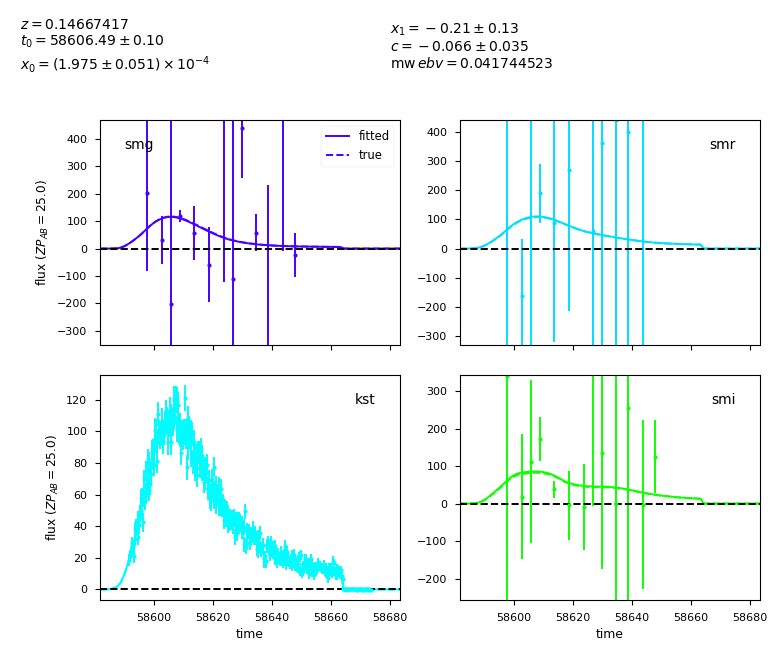 z = 0.14667417
t₀ = 58606.49 ± 0.10
x₀ = (1.975 ± 0.051) × 10⁻⁴
x₁ = −0.21 ± 0.13
c = −0.066 ± 0.035
mw ebv = 0.041744523
smg
fitted
true
400
300
200
100
0
−100
−200
−300
flux (ZP_AB = 25.0)
smr
400
300
200
100
0
−100
−200
−300
kst
120
100
80
60
40
20
0
flux (ZP_AB = 25.0)
58600 58620 58640 58660 58680
time
smi
300
200
100
0
−100
−200
58600 58620 58640 58660 58680
time